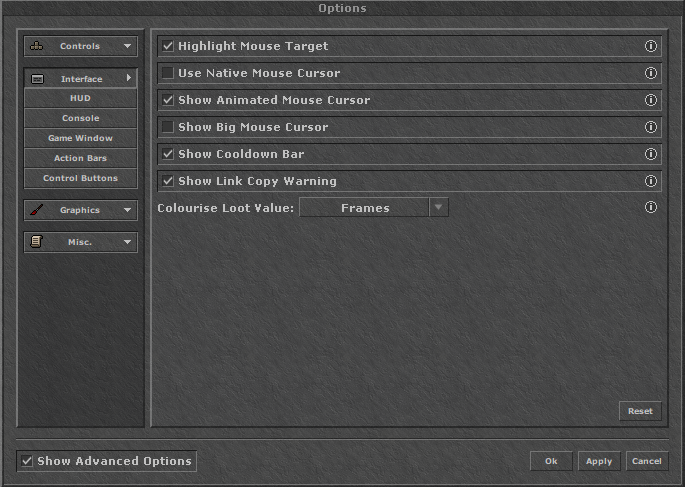 Options
Controls
Interface
HUD
Console
Game Window
Action Bars
Control Buttons
Graphics
Misc.
Highlight Mouse Target
Use Native Mouse Cursor
Show Animated Mouse Cursor
Show Big Mouse Cursor
Show Cooldown Bar
Show Link Copy Warning
Colourise Loot Value: Frames
Reset
Show Advanced Options
Ok Apply Cancel